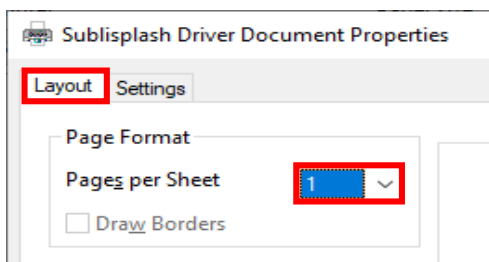 Sublisplash Driver Document Properties
Layout Settings
Page Format
Pages per Sheet 1
Draw Borders